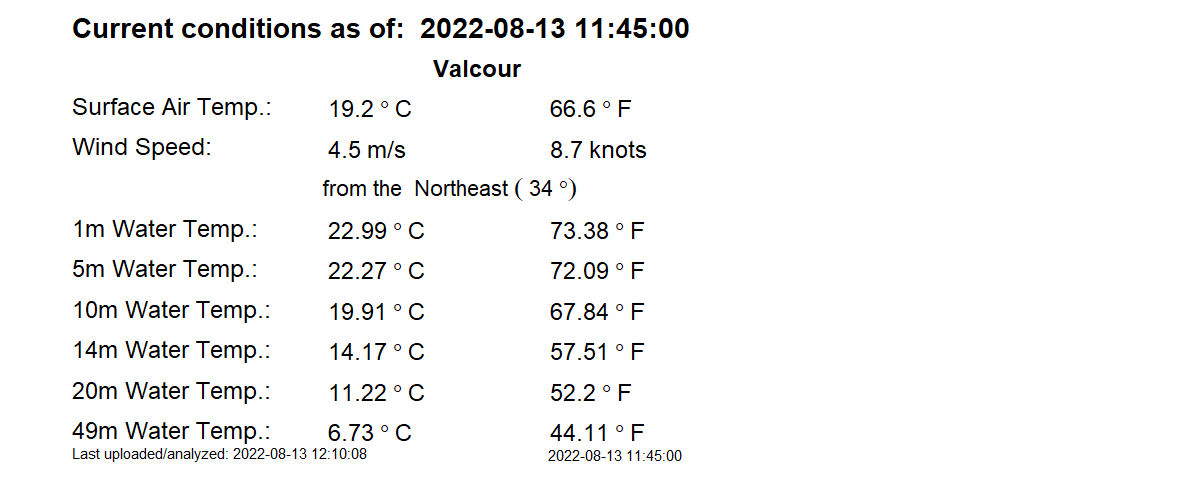 Current conditions as of:  2022-08-13 11:45:00
Valcour
Surface Air Temp.: 19.2 ° C 66.6 ° F
Wind Speed: 4.5 m/s 8.7 knots
from the  Northeast ( 34 °)
1m Water Temp.: 22.99 ° C 73.38 ° F
5m Water Temp.: 22.27 ° C 72.09 ° F
10m Water Temp.: 19.91 ° C 67.84 ° F
14m Water Temp.: 14.17 ° C 57.51 ° F
20m Water Temp.: 11.22 ° C 52.2 ° F
49m Water Temp.: 6.73 ° C 44.11 ° F
Last uploaded/analyzed: 2022-08-13 12:10:08 2022-08-13 11:45:00